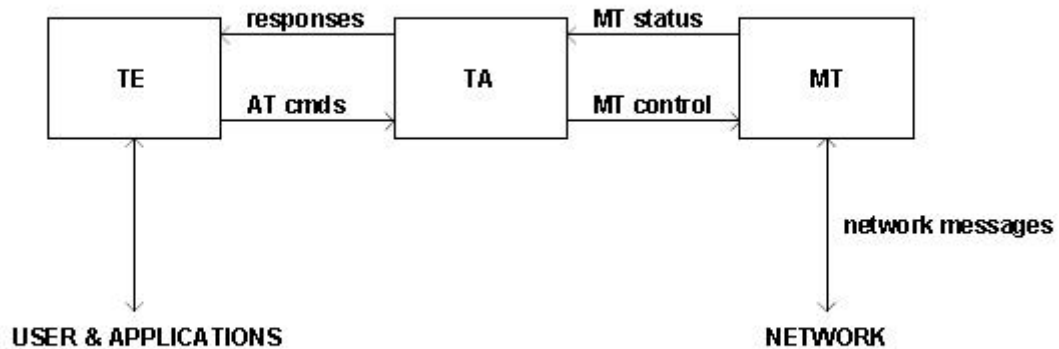 responses
MT status
TE
TA
MT
AT cmds
MT control
network messages
USER & APPLICATIONS
NETWORK